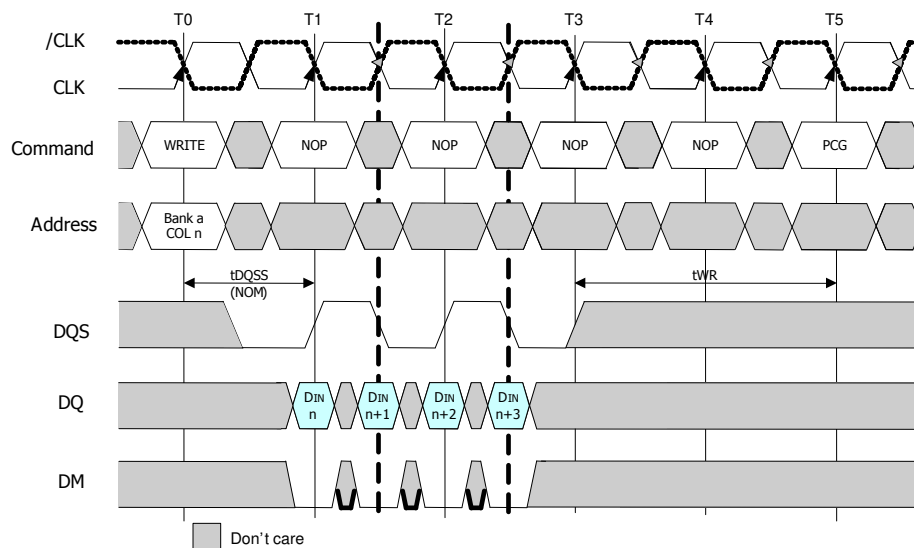 T0 T1 T2 T3 T4 T5
/CLK
CLK
Command WRITE NOP NOP NOP NOP PCG
Address Bank a
COL n
tDQSS
(NOM)
tWR
DQS
DQ DIN DIN DIN DIN
n n+1 n+2 n+3
DM
Don't care